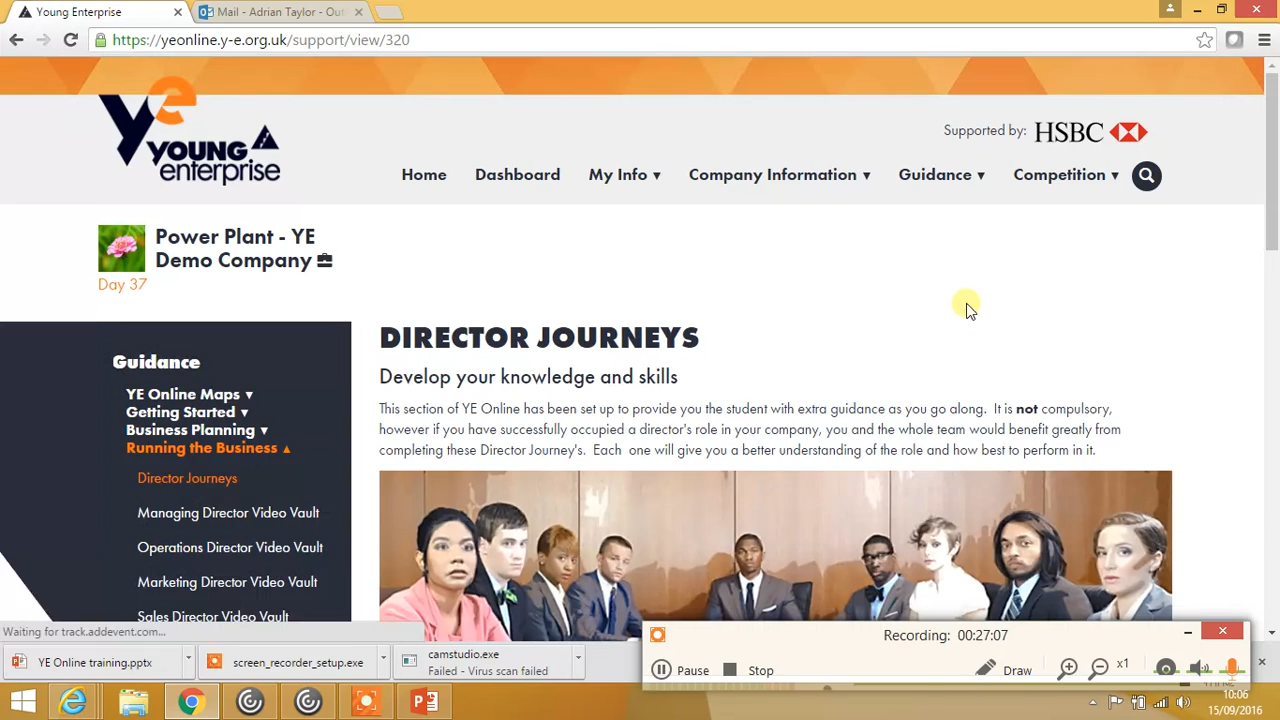 Young Enterprise
Mail - Adrian Taylor - Out
https://yeonline.y-e.org.uk/support/view/320
ye
YOUNG
enterprise
Supported by: HSBC
Home Dashboard My Info ▾ Company Information ▾ Guidance ▾ Competition ▾
Power Plant - YE
Demo Company
Day 37
Guidance
YE Online Maps ▾
Getting Started ▾
Business Planning ▾
Running the Business ▴
Director Journeys
Managing Director Video Vault
Operations Director Video Vault
Marketing Director Video Vault
Sales Director Video Vault
DIRECTOR JOURNEYS
Develop your knowledge and skills
This section of YE Online has been set up to provide you the student with extra guidance as you go along. It is not compulsory,
however if you have successfully occupied a director's role in your company, you and the whole team would benefit greatly from
completing these Director Journey's. Each one will give you a better understanding of the role and how best to perform in it.
Waiting for track.addevent.com...
YE Online training.pptx
screen_recorder_setup.exe
camstudio.exe
Failed - Virus scan failed
Recording: 00:27:07
Pause
Stop
Draw
x1
10:06
15/09/2016